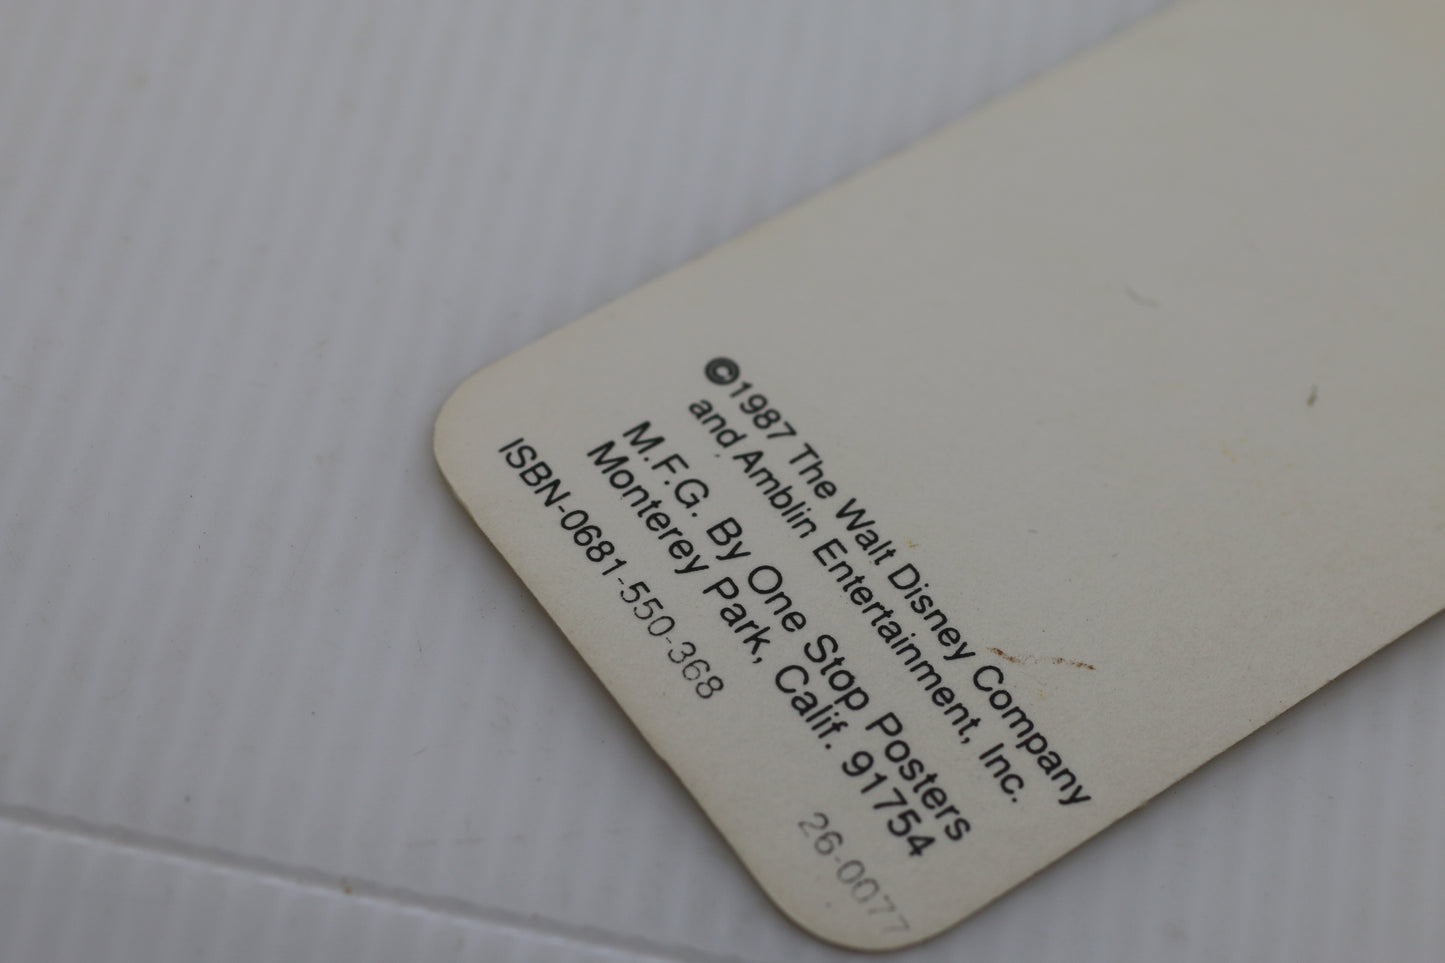 ©1987 The Walt Disney Company
and Amblin Entertainment, Inc.
M.F.G. By One Stop Posters
Monterey Park, Calif. 91754
ISBN-0681-550-368
26-0077